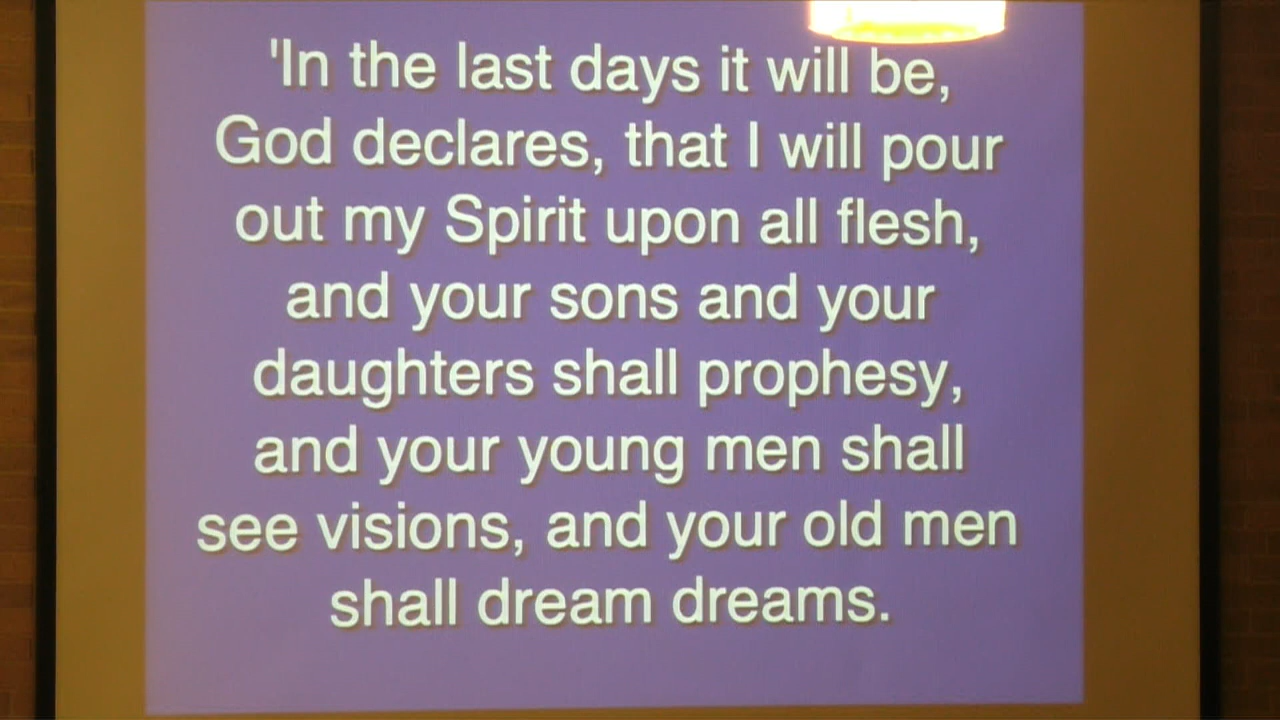 'In the last days it will be,
God declares, that I will pour
out my Spirit upon all flesh,
and your sons and your
daughters shall prophesy,
and your young men shall
see visions, and your old men
shall dream dreams.